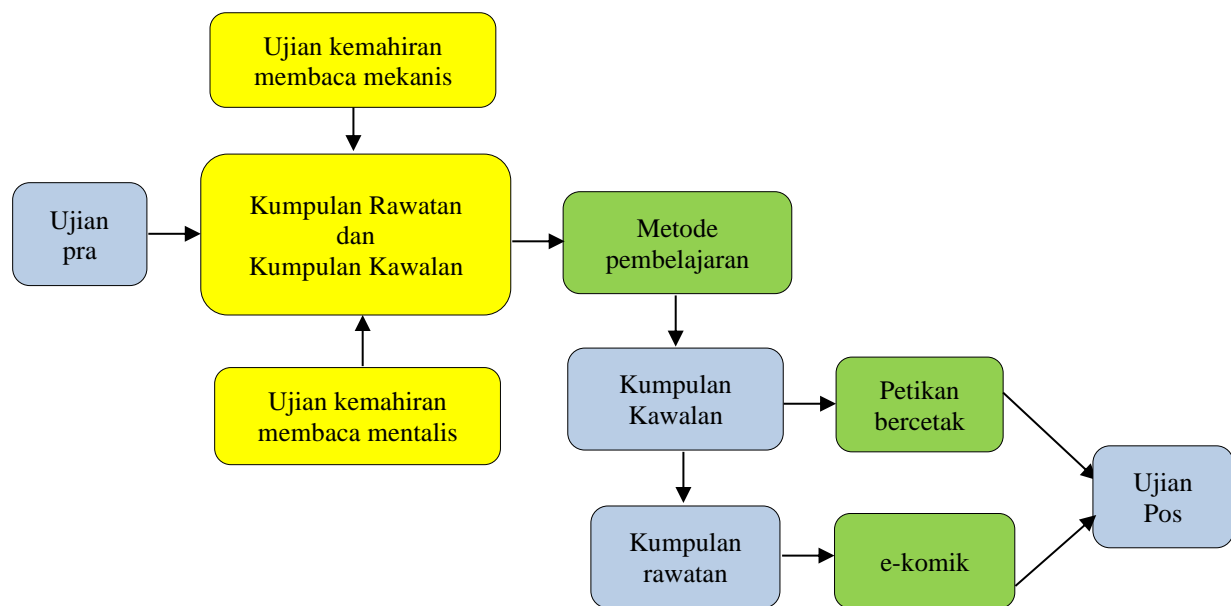 Ujian kemahiran
membaca mekanis
Ujian
pra
Kumpulan Rawatan
dan
Kumpulan Kawalan
Metode
pembelajaran
Ujian kemahiran
membaca mentalis
Kumpulan
Kawalan
Petikan
bercetak
Kumpulan
rawatan
e-komik
Ujian
Pos